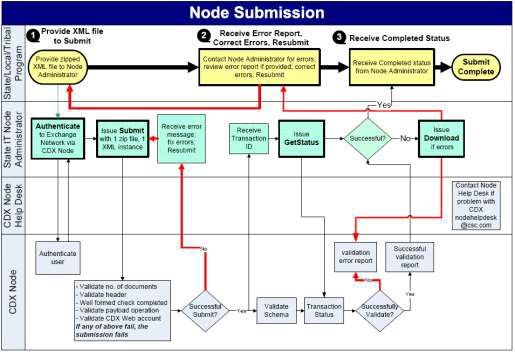 Node Submission
1 Provide XML file
to Submit
2 Receive Error Report,
Correct Errors, Resubmit
3 Receive Completed Status
State/Local/Tribal
Program
Provide zipped
XML file to Node
Administrator
Contact Node Administrator for errors,
review error report if provided, correct
errors, Resubmit
Receive Completed status
from Node Administrator
Submit
Complete
Yes
State IT Node
Administrator
Authenticate
to Exchange
Network via
CDX Node
Issue Submit
with 1 zip file, 1
XML instance
Receive error
message;
fix errors,
Resubmit
Receive
Transaction
ID
Issue
GetStatus
Successful?
No
Issue
Download
if errors
CDX Node
Help Desk
Contact Node
Help Desk if
problem with
CDX
nodehelpdesk
@csc.com
CDX Node
Authenticate
user
validation
error report
Successful
validation
report
No
No
- Validate no. of documents
- Validate header
- Well formed check completed
- Validate payload operation
- Validate CDX Web account
If any of above fail, the
submission fails
Successful
Submit?
Yes
Validate
Schema
Transaction
Status
Successfully
Validate?
Yes